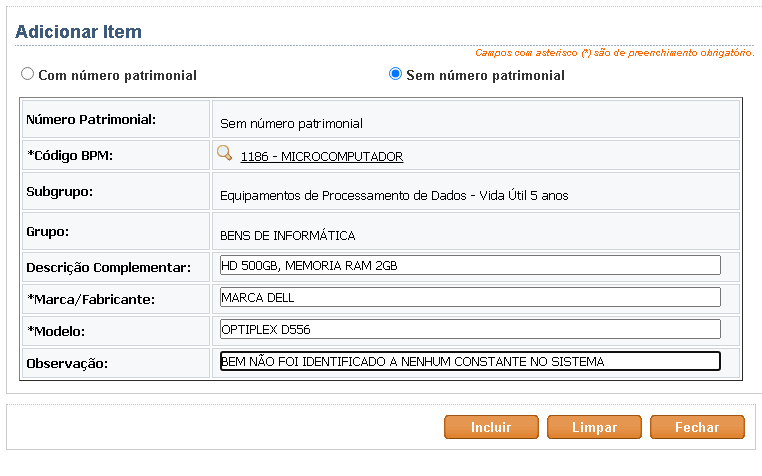 Adicionar Item
Campos com asterisco (*) são de preenchimento obrigatório.
Com número patrimonial Sem número patrimonial
Número Patrimonial: Sem número patrimonial
*Código BPM: 1186 - MICROCOMPUTADOR
Subgrupo: Equipamentos de Processamento de Dados - Vida Útil 5 anos
Grupo: BENS DE INFORMÁTICA
Descrição Complementar: HD 500GB, MEMORIA RAM 2GB
*Marca/Fabricante: MARCA DELL
*Modelo: OPTIPLEX D556
Observação: BEM NÃO FOI IDENTIFICADO A NENHUM CONSTANTE NO SISTEMA
Incluir Limpar Fechar